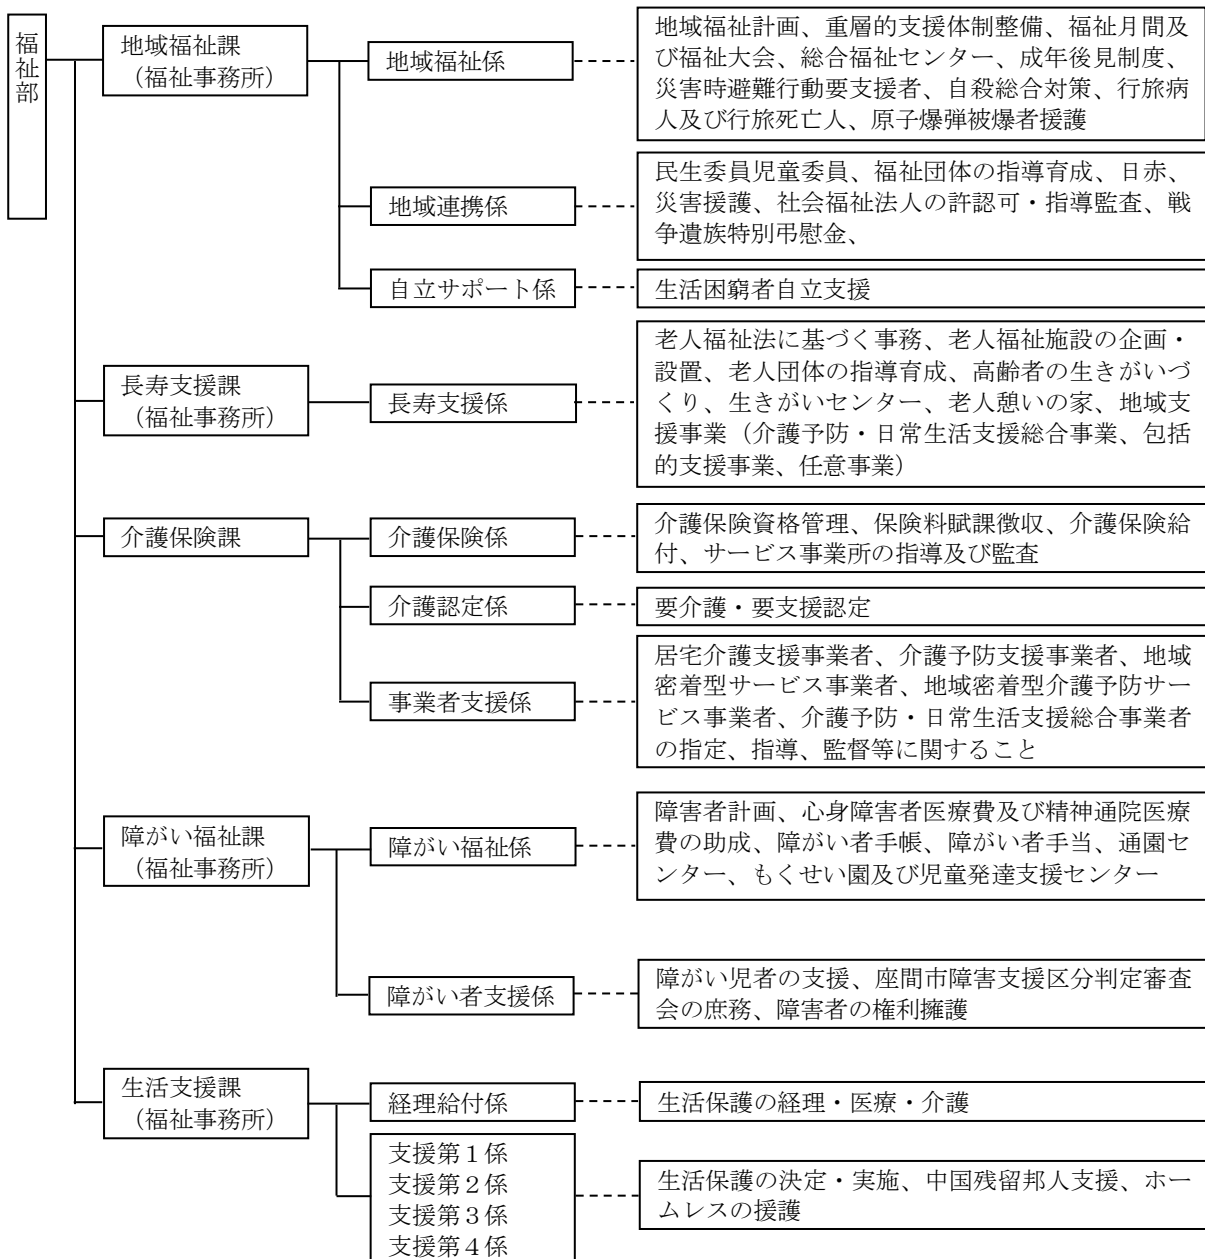 福祉部
地域福祉課
(福祉事務所)
地域福祉係
地域福祉計画、重層的支援体制整備、福祉月間及
び福祉大会、総合福祉センター、成年後見制度、
災害時避難行動要支援者、自殺総合対策、行旅病
人及び行旅死亡人、原子爆弾被爆者援護
地域連携係
民生委員児童委員、福祉団体の指導育成、日赤、
災害援護、社会福祉法人の許認可・指導監査、戦
争遺族特別弔慰金、
自立サポート係
生活困窮者自立支援
長寿支援課
(福祉事務所)
長寿支援係
老人福祉法に基づく事務、老人福祉施設の企画・
設置、老人団体の指導育成、高齢者の生きがいづ
くり、生きがいセンター、老人憩いの家、地域支
援事業（介護予防・日常生活支援総合事業、包括
的支援事業、任意事業）
介護保険課
介護保険係
介護保険資格管理、保険料賦課徴収、介護保険給
付、サービス事業所の指導及び監査
介護認定係
要介護・要支援認定
事業者支援係
居宅介護支援事業者、介護予防支援事業者、地域
密着型サービス事業者、地域密着型介護予防サー
ビス事業者、介護予防・日常生活支援総合事業者
の指定、指導、監督等に関すること
障がい福祉課
(福祉事務所)
障がい福祉係
障害者計画、心身障害者医療費及び精神通院医療
費の助成、障がい者手帳、障がい者手当、通園セ
ンター、もくせい園及び児童発達支援センター
障がい者支援係
障がい児者の支援、座間市障害支援区分判定審査
会の庶務、障害者の権利擁護
生活支援課
(福祉事務所)
経理給付係
生活保護の経理・医療・介護
支援第１係
支援第２係
支援第３係
支援第４係
生活保護の決定・実施、中国残留邦人支援、ホー
ムレスの援護